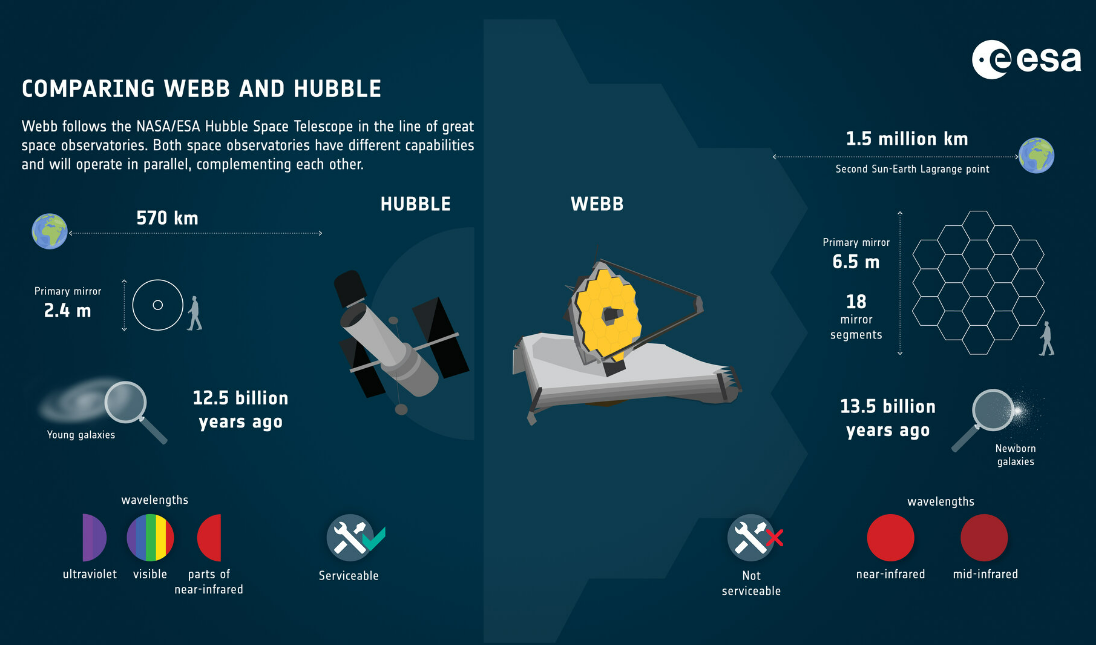 esa
COMPARING WEBB AND HUBBLE
Webb follows the NASA/ESA Hubble Space Telescope in the line of great
space observatories. Both space observatories have different capabilities
and will operate in parallel, complementing each other.
HUBBLE
570 km
Primary mirror
2.4 m
12.5 billion
years ago
Young galaxies
wavelengths
ultraviolet
visible
parts of
near-infrared
Serviceable
WEBB
1.5 million km
Second Sun-Earth Lagrange point
Primary mirror
6.5 m
18
mirror
segments
13.5 billion
years ago
Newborn
galaxies
Not
serviceable
wavelengths
near-infrared
mid-infrared